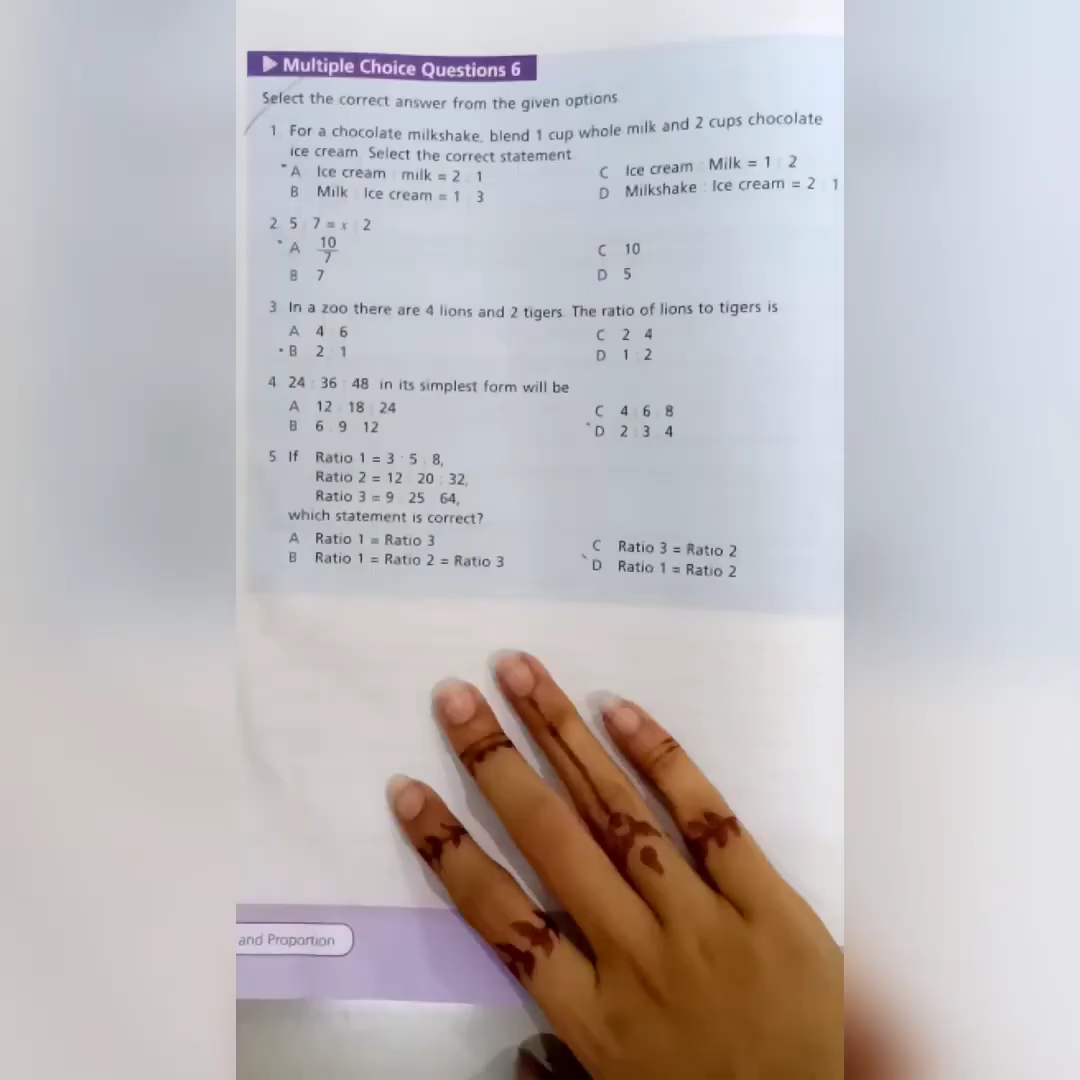 ▶ Multiple Choice Questions 6
Select the correct answer from the given options
1 For a chocolate milkshake, blend 1 cup whole milk and 2 cups chocolate
ice cream. Select the correct statement
A Ice cream : milk = 2 : 1
B Milk : Ice cream = 1 : 3
C Ice cream : Milk = 1 : 2
D Milkshake : Ice cream = 2 : 1
2 5 : 7 = x : 2
A 10/7
B 7
C 10
D 5
3 In a zoo there are 4 lions and 2 tigers. The ratio of lions to tigers is
A 4 : 6
B 2 : 1
C 2 : 4
D 1 : 2
4 24 : 36 : 48 in its simplest form will be
A 12 : 18 : 24
B 6 : 9 : 12
C 4 : 6 : 8
D 2 : 3 : 4
5 If Ratio 1 = 3 : 5 : 8,
Ratio 2 = 12 : 20 : 32,
Ratio 3 = 9 : 25 : 64,
which statement is correct?
A Ratio 1 = Ratio 3
B Ratio 1 = Ratio 2 = Ratio 3
C Ratio 3 = Ratio 2
D Ratio 1 = Ratio 2
and Proportion